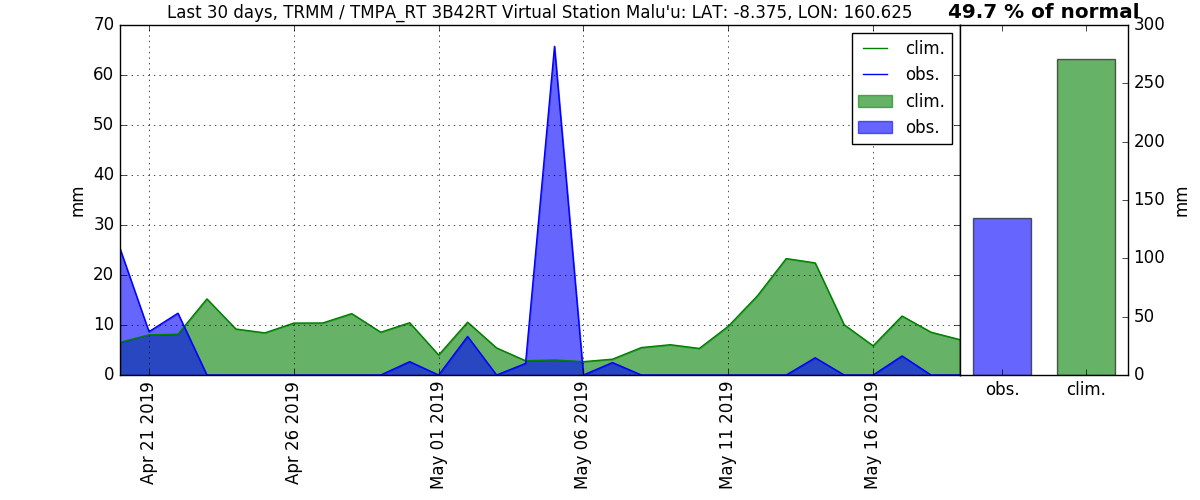 Last 30 days, TRMM / TMPA_RT 3B42RT Virtual Station Malu'u: LAT: -8.375, LON: 160.625
49.7 % of normal
70
60
50
40
30
20
10
0
mm
clim.
obs.
clim.
obs.
Apr 21 2019
Apr 26 2019
May 01 2019
May 06 2019
May 11 2019
May 16 2019
300
250
200
150
100
50
0
mm
obs.
clim.